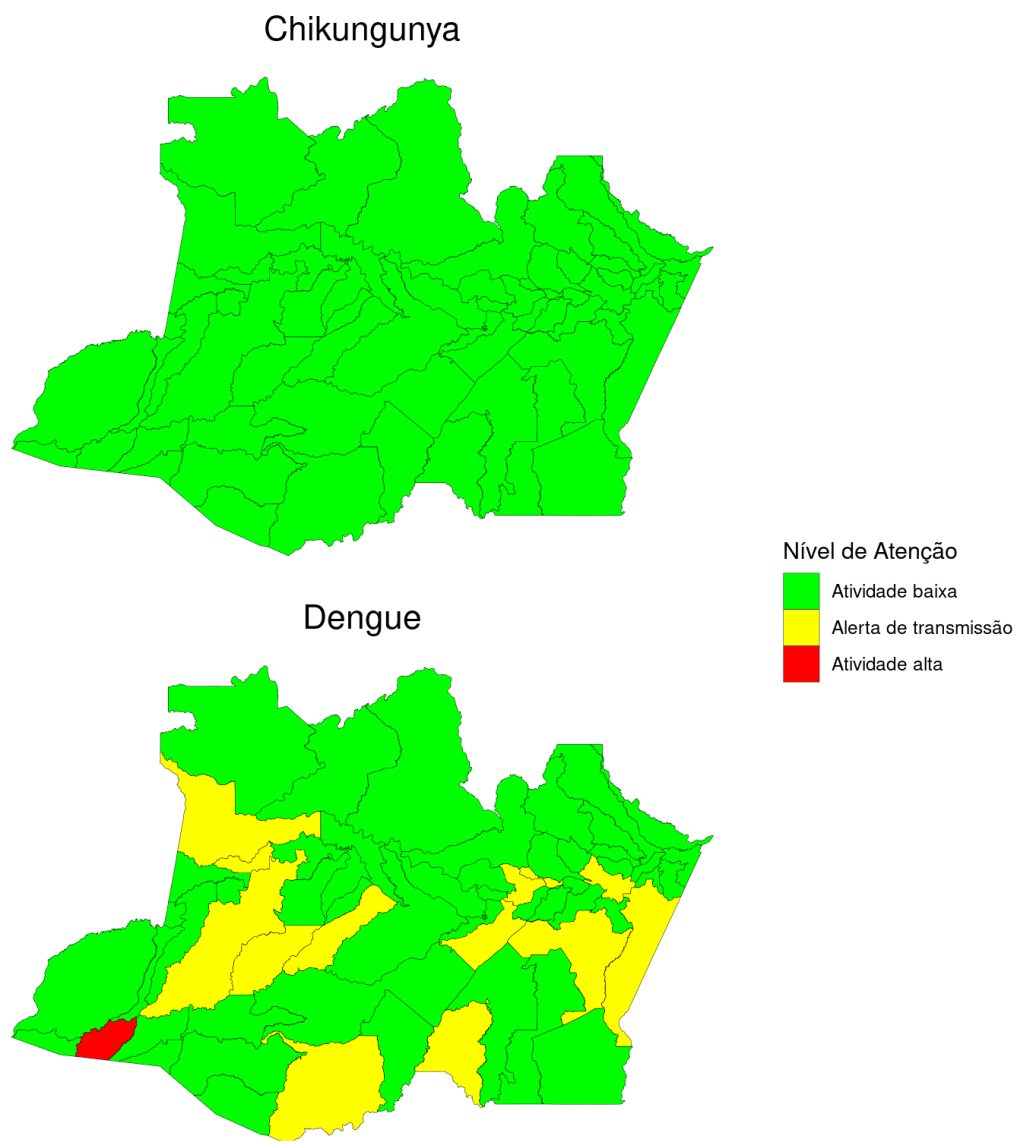 Chikungunya
Nível de Atenção
Atividade baixa
Alerta de transmissão
Atividade alta
Dengue